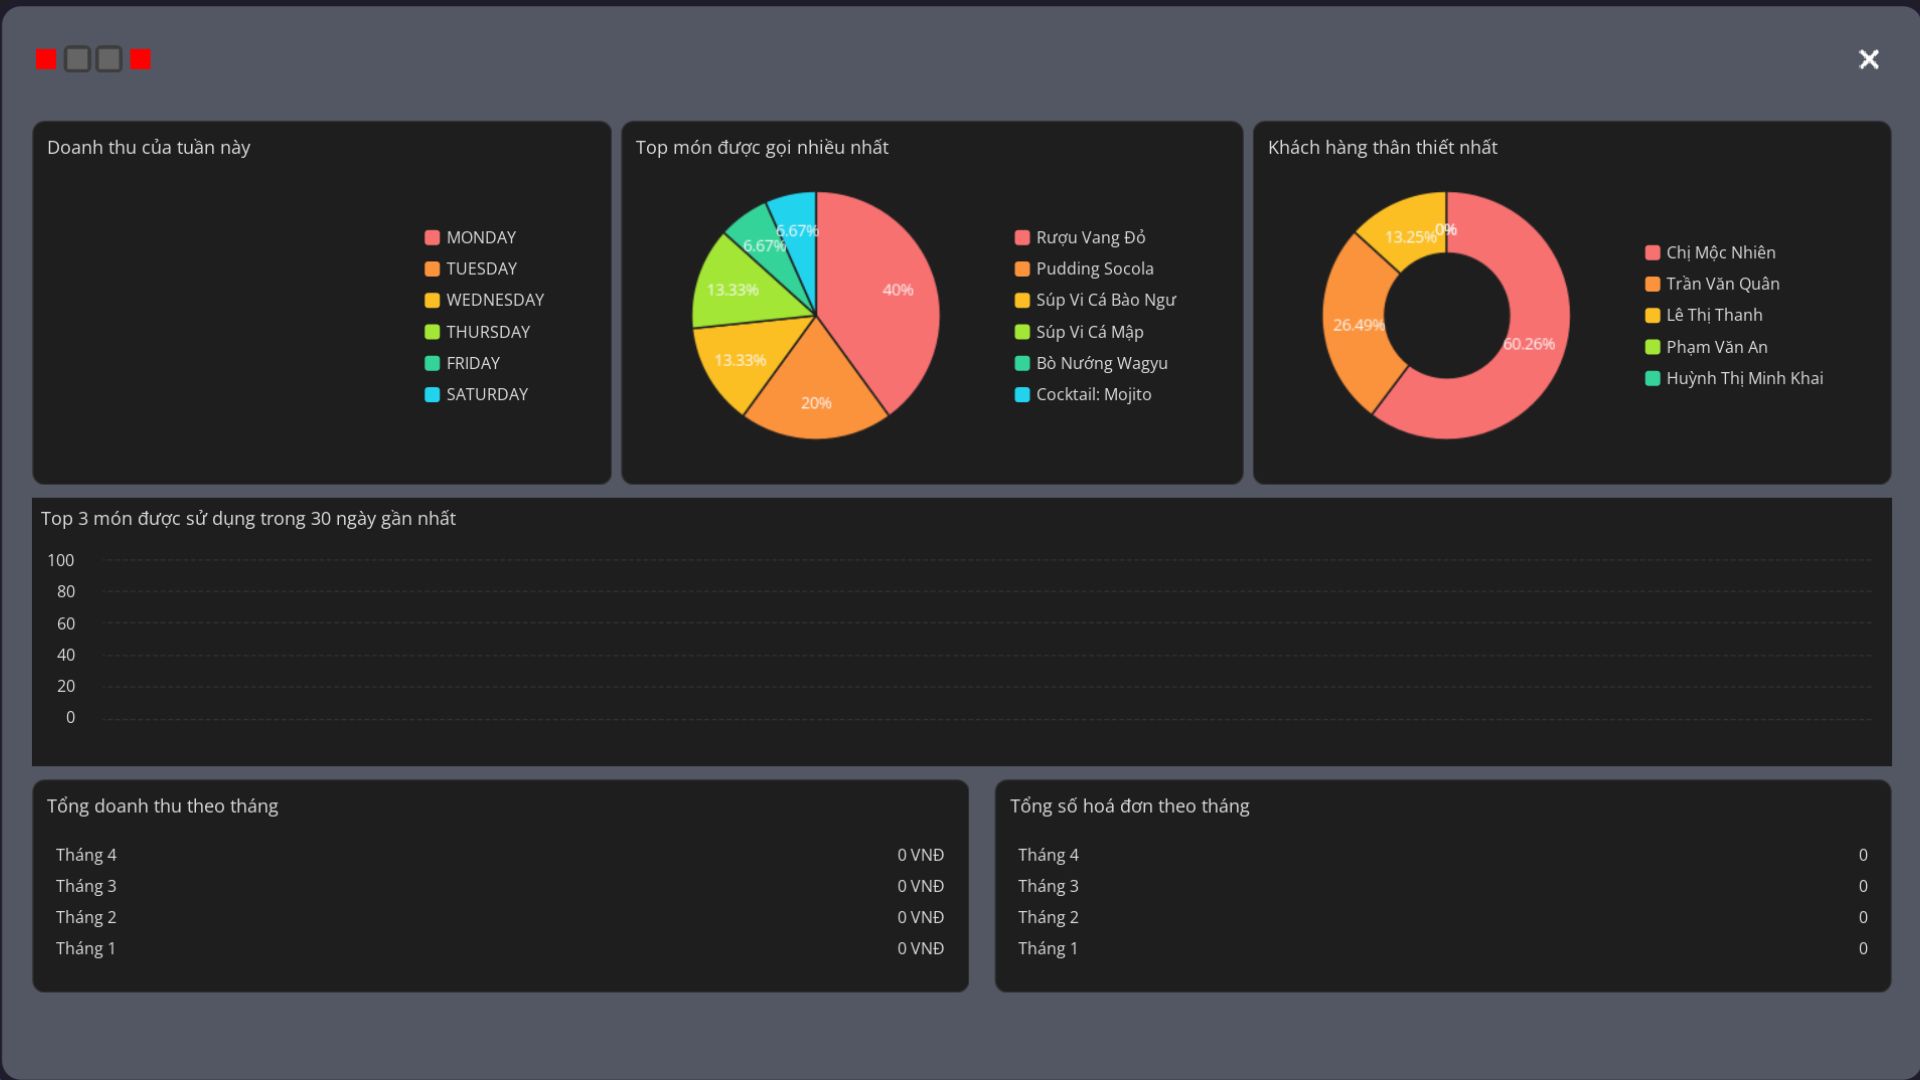 Doanh thu của tuần này
MONDAY
TUESDAY
WEDNESDAY
THURSDAY
FRIDAY
SATURDAY
Top món được gọi nhiều nhất
6.67%
6.67%
13.33%
40%
13.33%
20%
Rượu Vang Đỏ
Pudding Socola
Súp Vi Cá Bào Ngư
Súp Vi Cá Mập
Bò Nướng Wagyu
Cocktail: Mojito
Khách hàng thân thiết nhất
0%
13.25%
26.49%
60.26%
Chị Mộc Nhiên
Trần Văn Quân
Lê Thị Thanh
Phạm Văn An
Huỳnh Thị Minh Khai
Top 3 món được sử dụng trong 30 ngày gần nhất
100
80
60
40
20
0
Tổng doanh thu theo tháng
Tháng 4 0 VNĐ
Tháng 3 0 VNĐ
Tháng 2 0 VNĐ
Tháng 1 0 VNĐ
Tổng số hoá đơn theo tháng
Tháng 4 0
Tháng 3 0
Tháng 2 0
Tháng 1 0